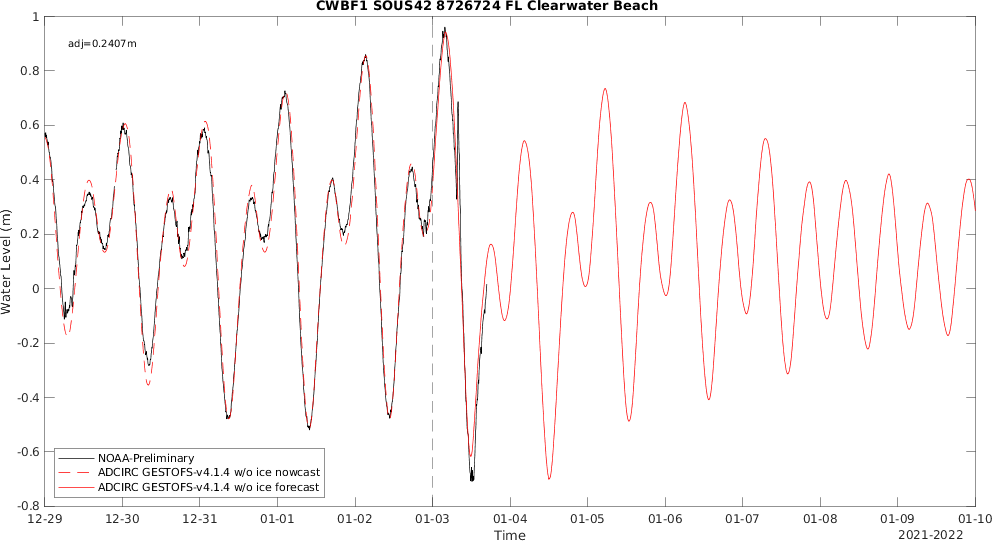 CWBF1 SOUS42 8726724 FL Clearwater Beach
adj=0.2407m
Water Level (m)
1
0.8
0.6
0.4
0.2
0
-0.2
-0.4
-0.6
-0.8
NOAA-Preliminary
ADCIRC GESTOFS-v4.1.4 w/o ice nowcast
ADCIRC GESTOFS-v4.1.4 w/o ice forecast
12-29 12-30 12-31 01-01 01-02 01-03 01-04 01-05 01-06 01-07 01-08 01-09 01-10
Time
2021-2022